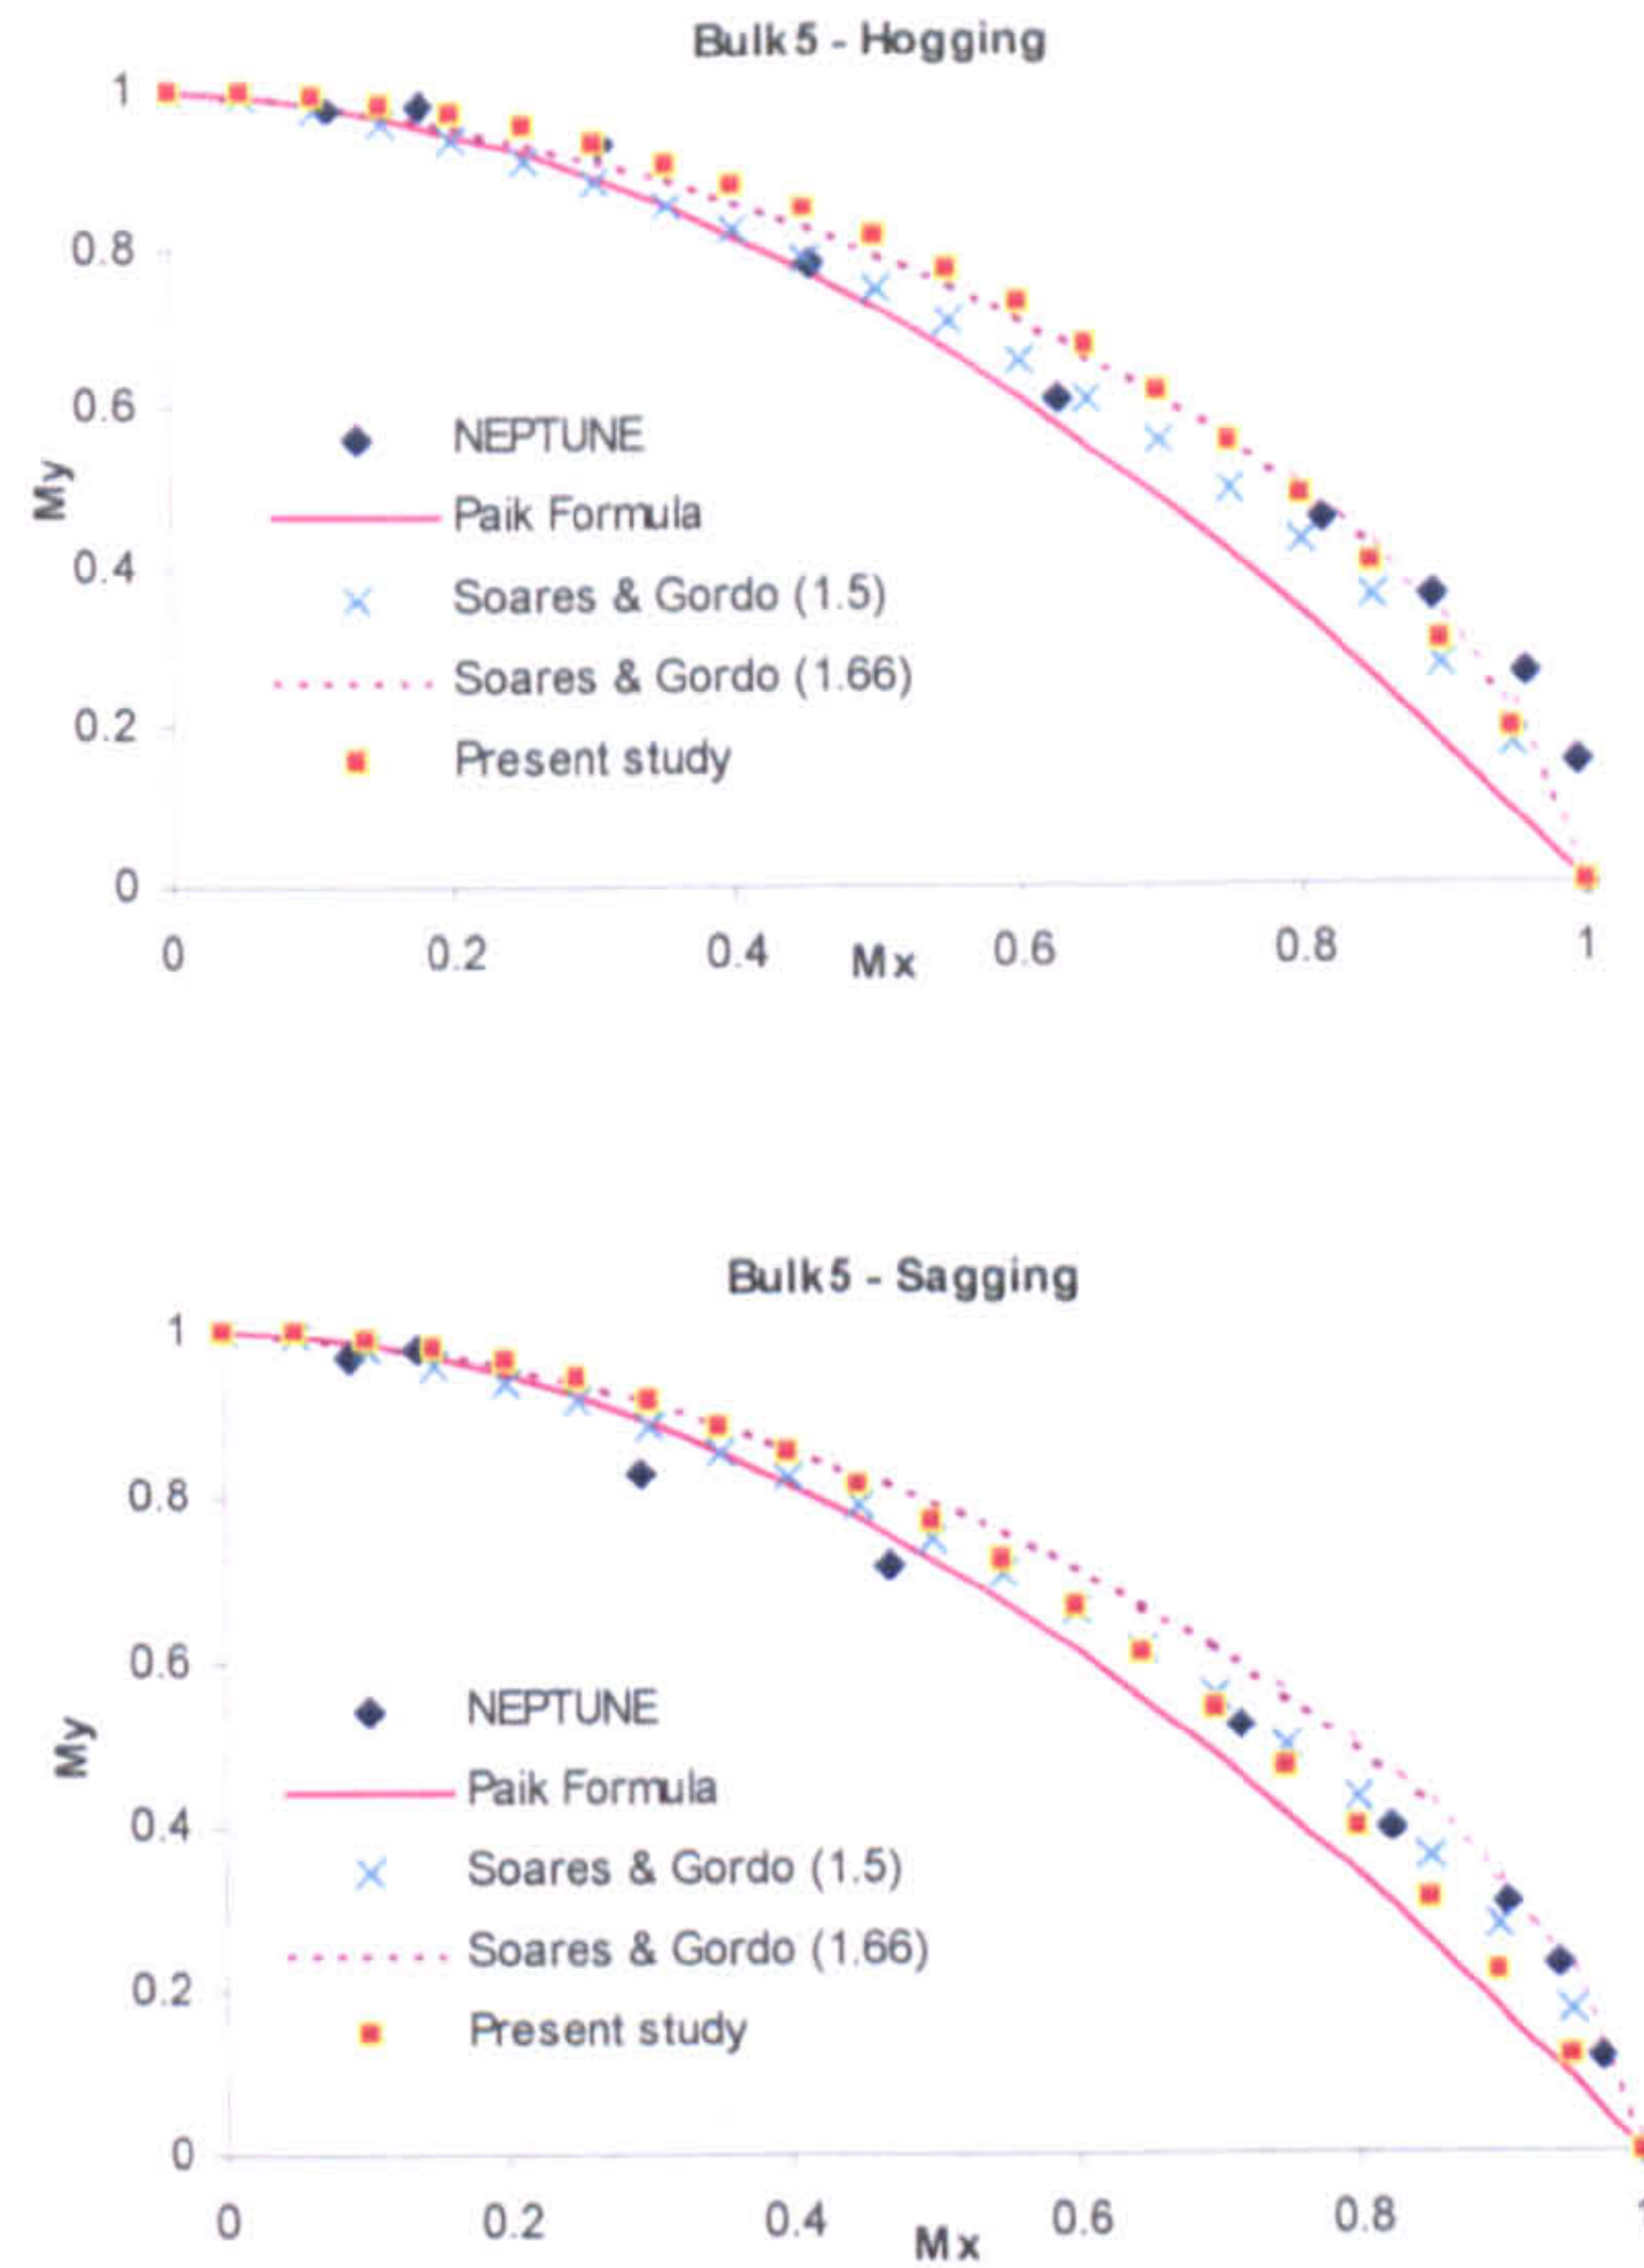 Bulk5 - Hogging
1
0.8
0.6
0.4
0.2
0
My
NEPTUNE
Paik Formula
Soares & Gordo (1.5)
Soares & Gordo (1.66)
Present study
0 0.2 0.4 0.6 0.8 1
Mx
Bulk5 - Sagging
1
0.8
0.6
0.4
0.2
0
My
NEPTUNE
Paik Formula
Soares & Gordo (1.5)
Soares & Gordo (1.66)
Present study
0 0.2 0.4 0.6 0.8 1
Mx